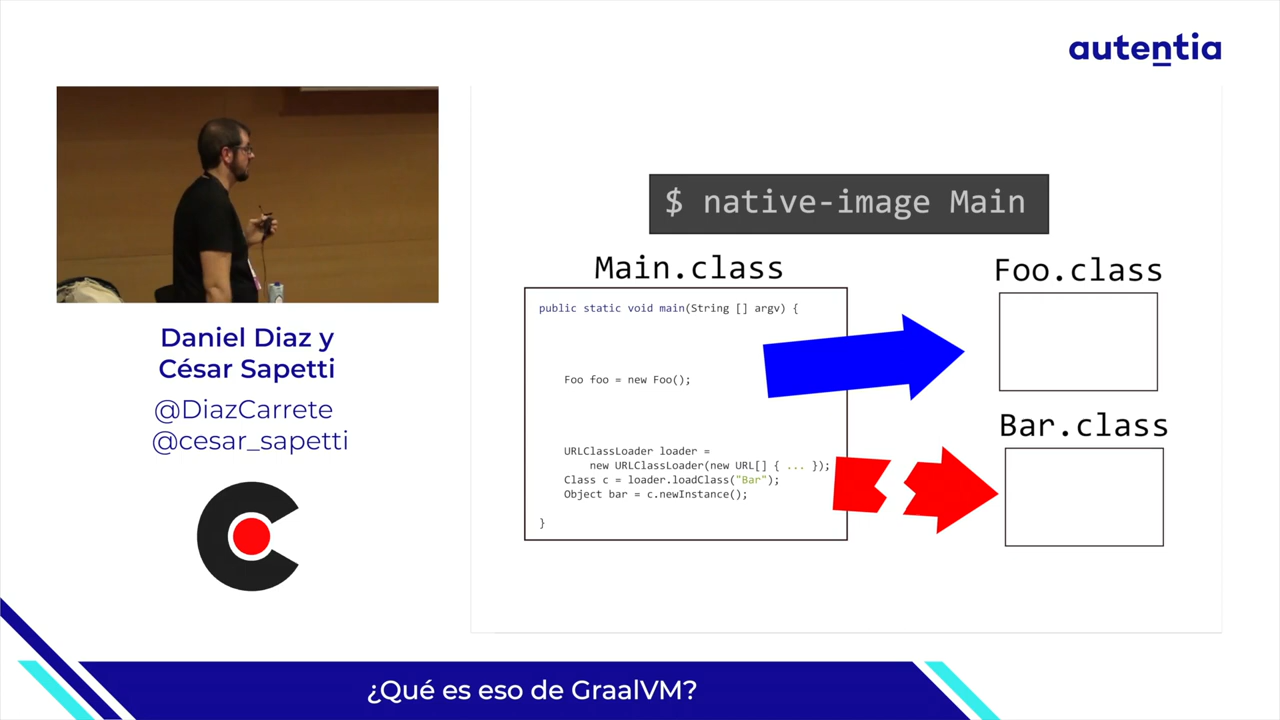 autentia
$ native-image Main
Main.class
public static void main(String [] argv) {
Foo foo = new Foo();
URLClassLoader loader =
new URLClassLoader(new URL[] { ... });
Class c = loader.loadClass("Bar");
Object bar = c.newInstance();
}
Foo.class
Bar.class
Daniel Diaz y
César Sapetti
@DiazCarrete
@cesar_sapetti
¿Qué es eso de GraalVM?